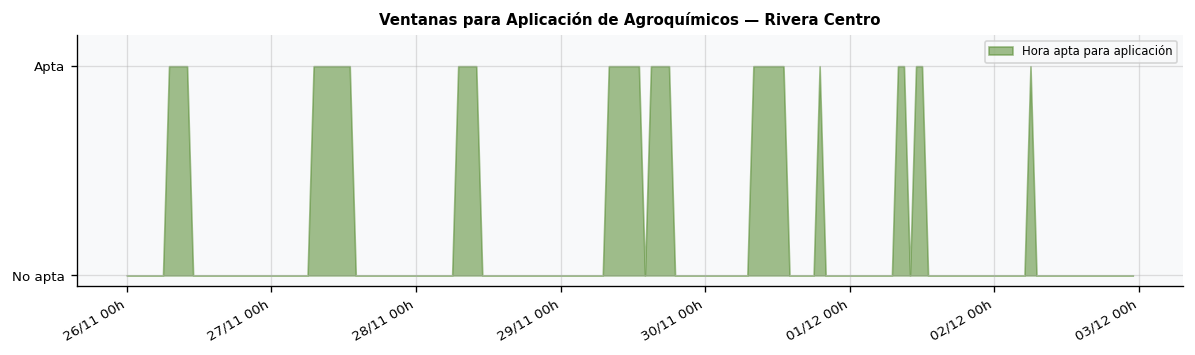 Ventanas para Aplicación de Agroquímicos — Rivera Centro
Hora apta para aplicación
Apta
No apta
26/11 00h
27/11 00h
28/11 00h
29/11 00h
30/11 00h
01/12 00h
02/12 00h
03/12 00h